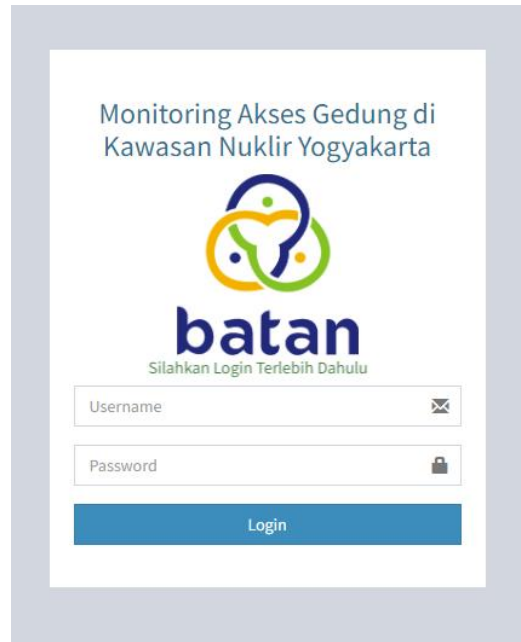 Monitoring Akses Gedung di
Kawasan Nuklir Yogyakarta
batan
Silahkan Login Terlebih Dahulu
Username
Password
Login